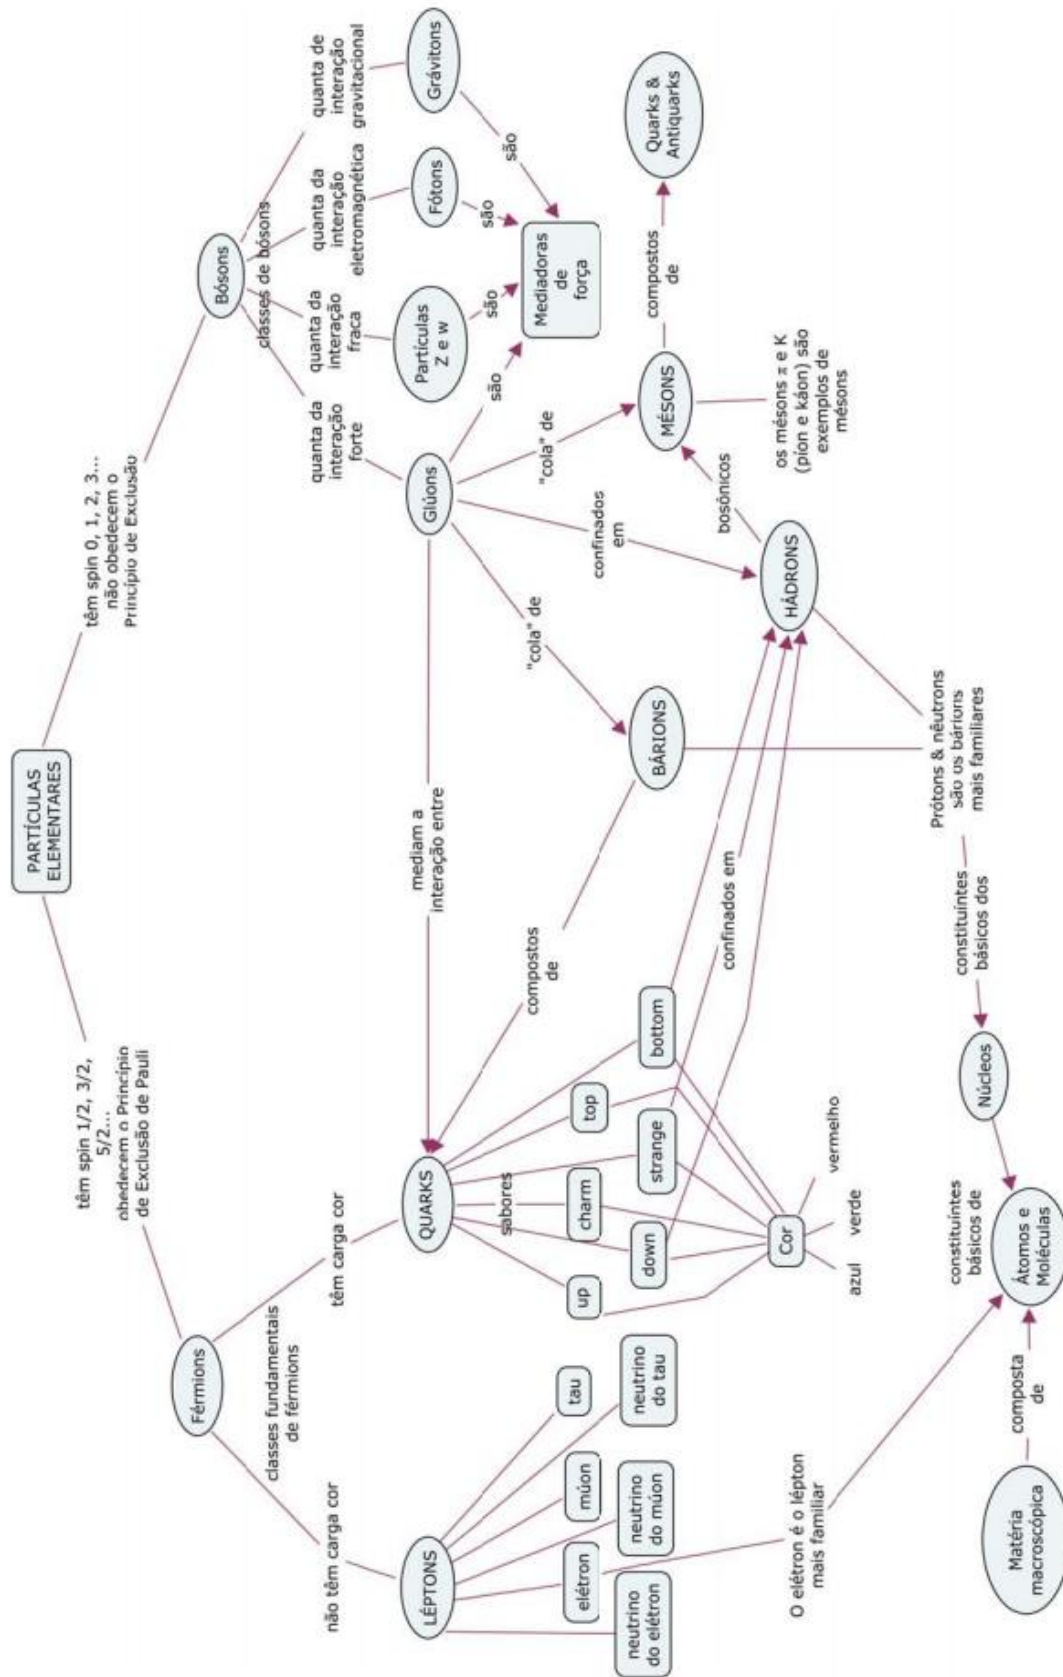 PARTÍCULAS
ELEMENTARES
têm spin 1/2, 3/2,
5/2...
obedecem o Princípio
de Exclusão de Pauli
têm spin 0, 1, 2, 3...
não obedecem o
Princípio de Exclusão
Férmions
Bósons
classes fundamentais
de férmions
classes de bósons
não têm carga cor
têm carga cor
quanta da
interação
forte
quanta da
interação
fraca
quanta da
interação
eletromagnética
quanta de
interação
gravitacional
LÉPTONS
QUARKS
mediam a
interação entre
Glúons
Partículas
Z e w
Fótons
Grávitons
sabores
são
são
são
são
tau
múon
elétron
neutrino
do tau
neutrino
do múon
neutrino
do elétron
up
charm
top
down
strange
bottom
compostos
de
"cola" de
confinados
em
"cola" de
Mediadoras
de
força
BÁRIONS
MÉSONS
compostos
de
Quarks &
Antiquarks
confinados em
bosônicos
os mésons π e K
(píon e káon) são
exemplos de
mésons
Cor
HÁDRONS
azul
verde
vermelho
O elétron é o lépton
mais familiar
Prótons & nêutrons
são os bárions
mais familiares
constituíntes
básicos de
constituíntes
básicos dos
Núcleos
Matéria
macroscópica
composta
de
Átomos e
Moléculas